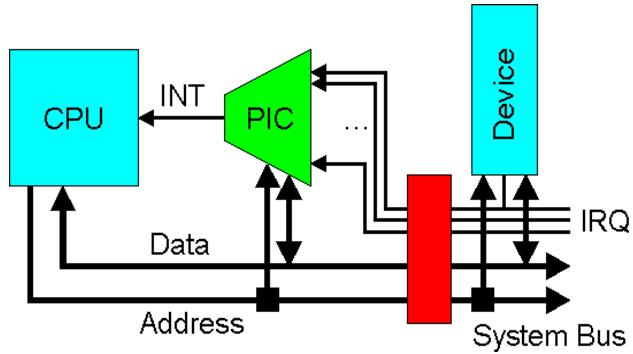 CPU
INT
PIC
...
Device
IRQ
Data
Address
System Bus